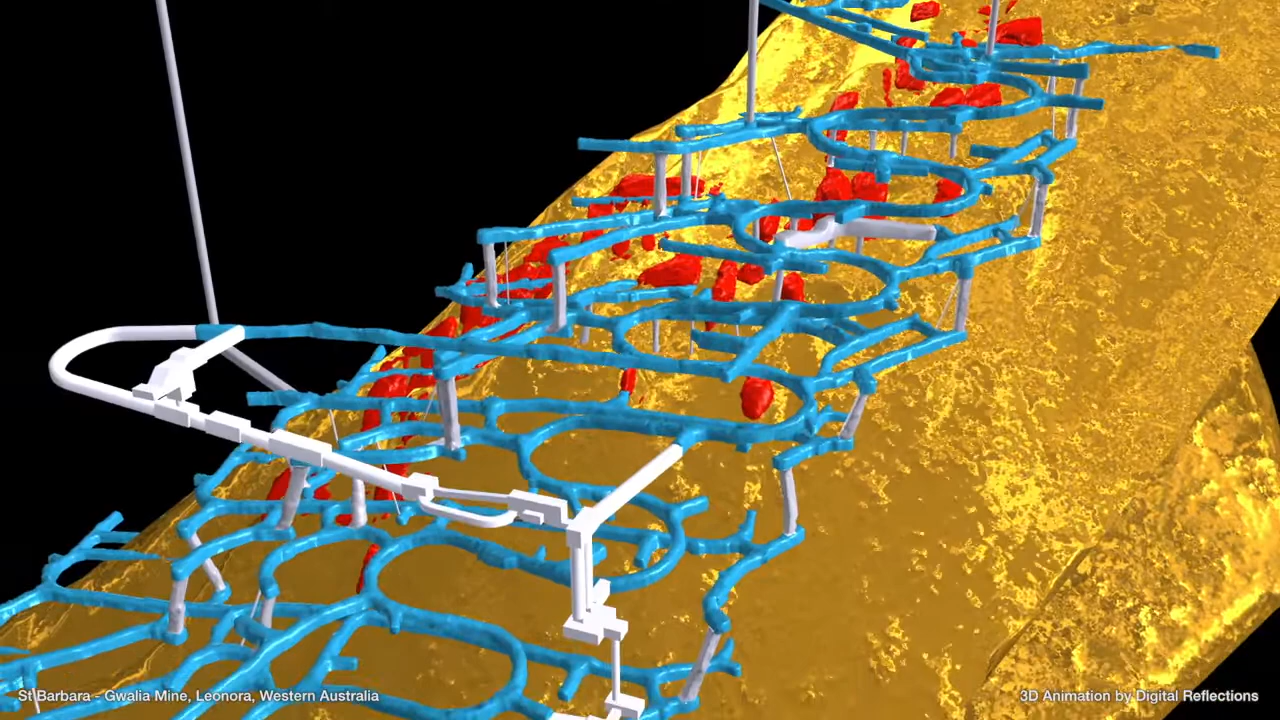 St Barbara - Gwalia Mine, Leonora, Western Australia
3D Animation by Digital Reflections